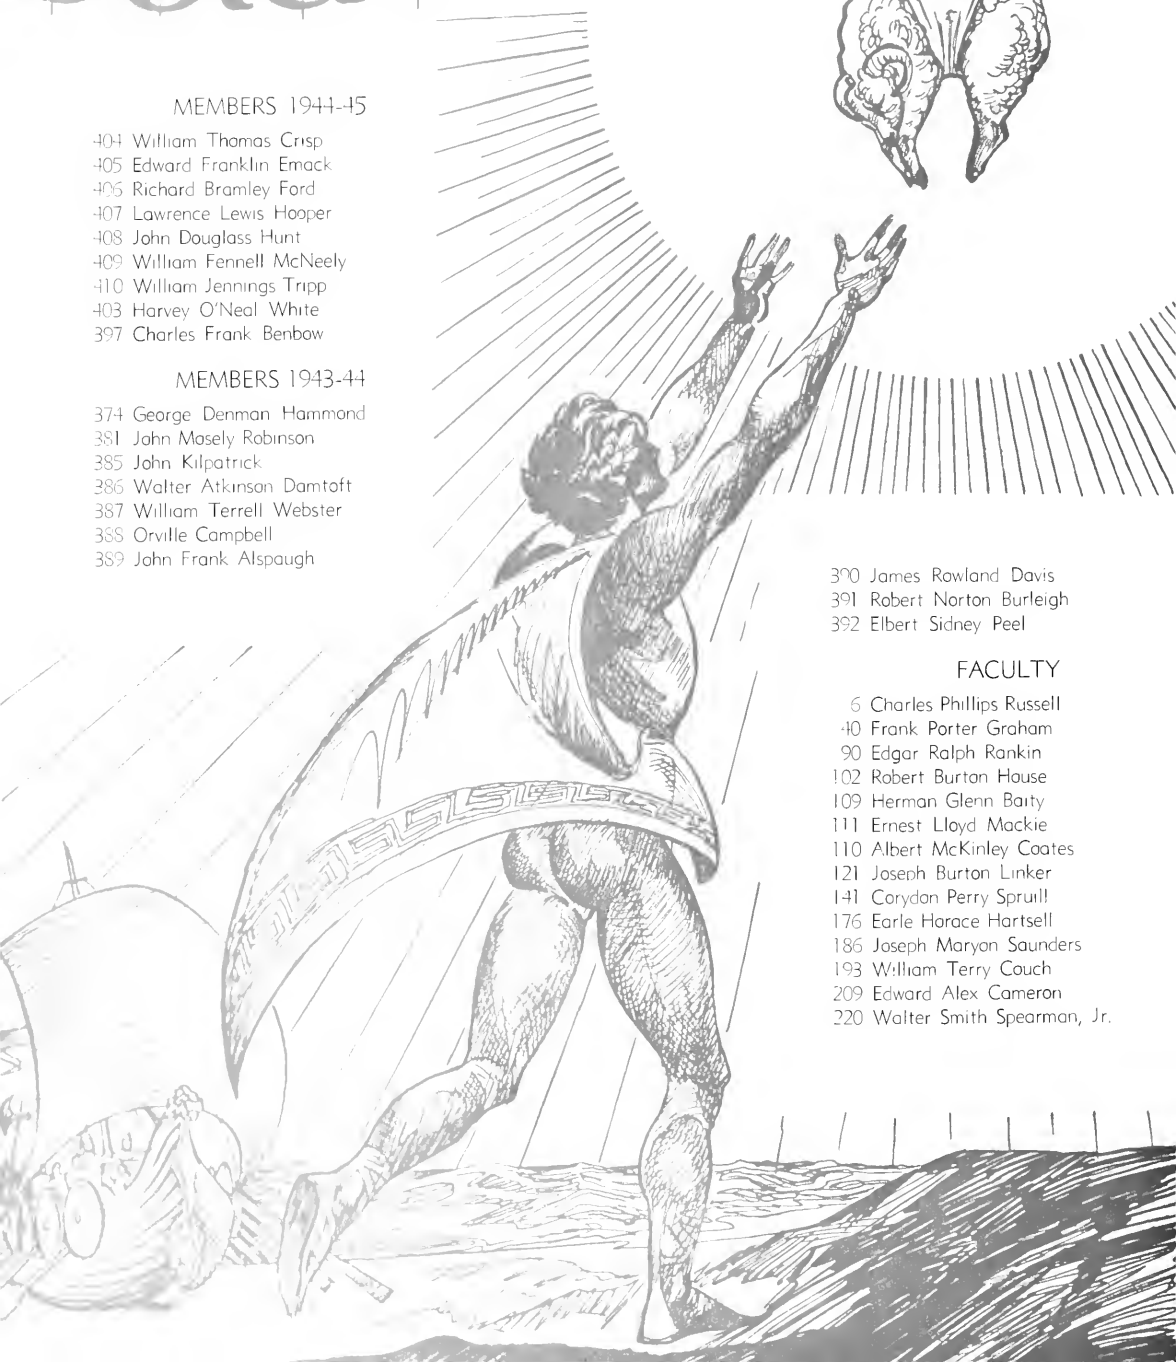 MEMBERS 1944-45
404 William Thomas Crisp
405 Edward Franklin Emack
406 Richard Bramley Ford
407 Lawrence Lewis Hooper
408 John Douglass Hunt
409 William Fennell McNeely
410 William Jennings Tripp
403 Harvey O'Neal White
397 Charles Frank Benbow
MEMBERS 1943-44
374 George Denman Hammond
381 John Mosely Robinson
385 John Kilpatrick
386 Walter Atkinson Damtoft
387 William Terrell Webster
388 Orville Campbell
389 John Frank Alspaugh
390 James Rowland Davis
391 Robert Norton Burleigh
392 Elbert Sidney Peel
FACULTY
6 Charles Phillips Russell
40 Frank Porter Graham
90 Edgar Ralph Rankin
102 Robert Burton House
109 Herman Glenn Baity
111 Ernest Lloyd Mackie
110 Albert McKinley Coates
121 Joseph Burton Linker
141 Corydon Perry Spruill
176 Earle Horace Hartsell
186 Joseph Maryon Saunders
193 William Terry Couch
209 Edward Alex Cameron
220 Walter Smith Spearman, Jr.